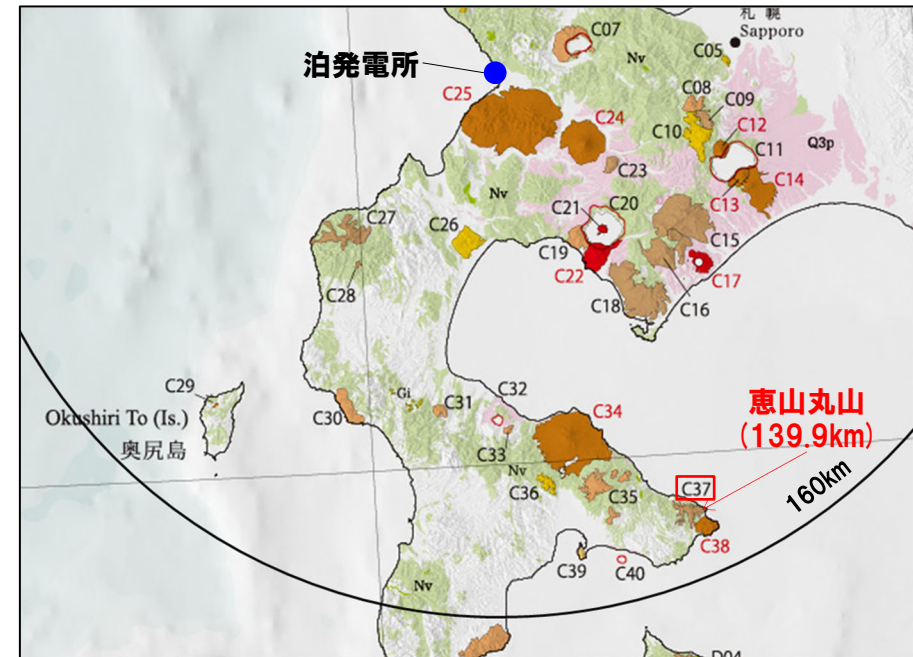 札幌
Sapporo
C07
Nv
C05
泊発電所
C25
C08
C09
C24
C10
C12
C11
Q3p
C23
C14
C13
Nv
C20
C21
C27
C26
C15
C19
C22
C17
C28
C18
C16
C29
Gi
C32
Okushiri To (Is.)
奥尻島
C30
C31
C34
恵山丸山
(139.9km)
C33
Nv
C36
C35
C37
160km
C38
C39
C40
Nv
D04